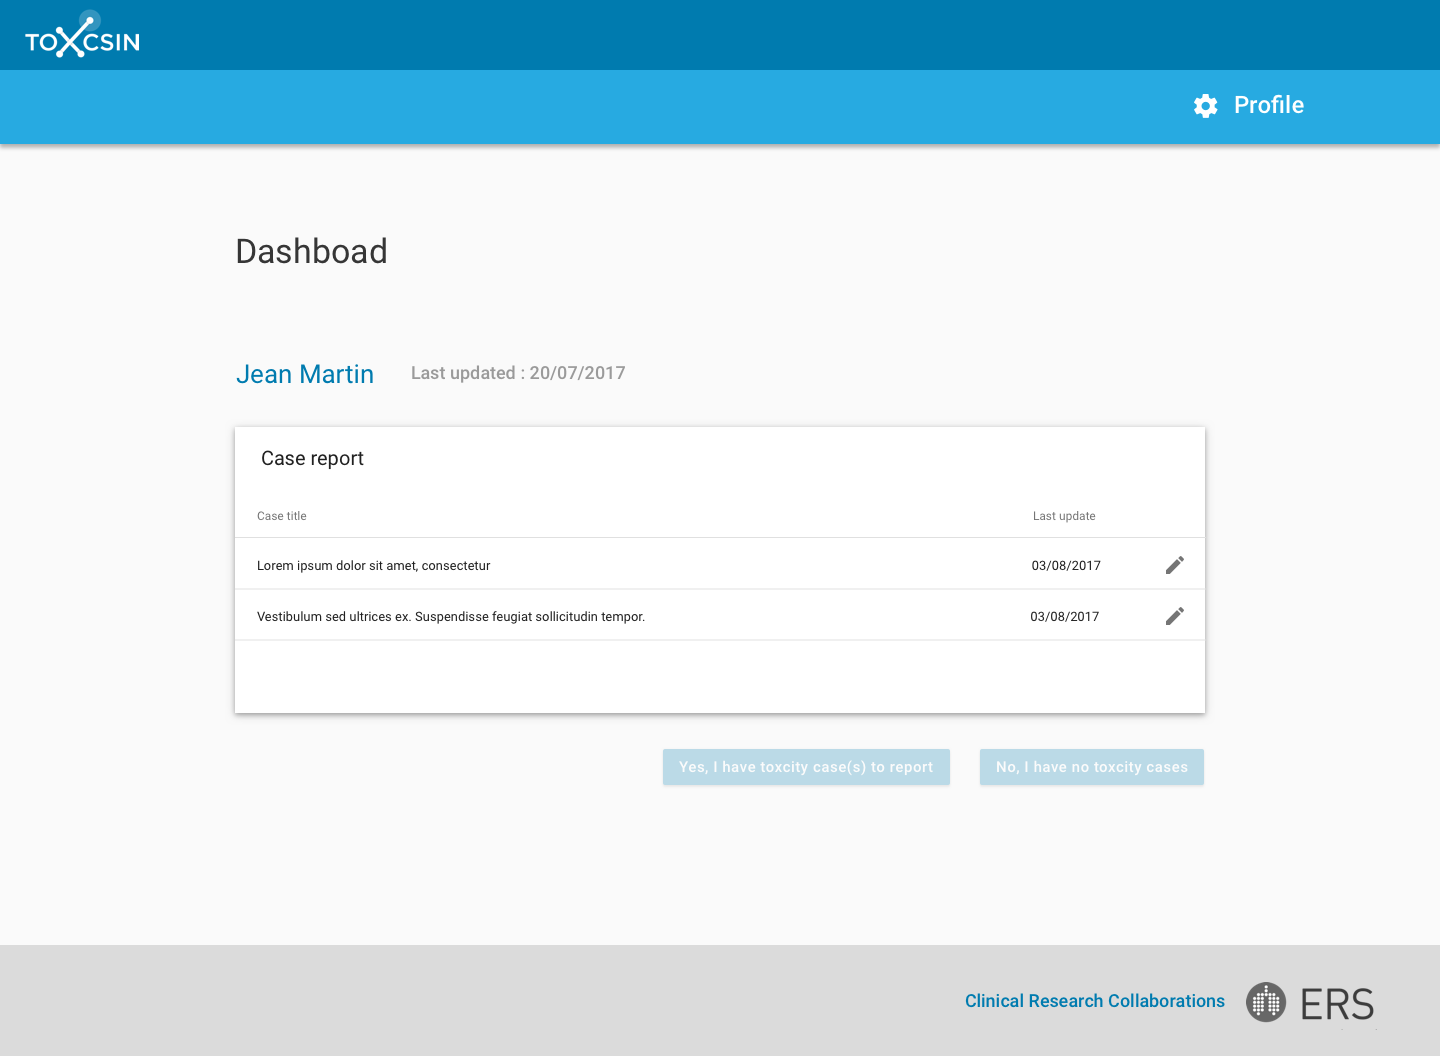 TOXCSIN
Profile
Dashboad
Jean Martin Last updated : 20/07/2017
Case report
Case title Last update
Lorem ipsum dolor sit amet, consectetur 03/08/2017
Vestibulum sed ultrices ex. Suspendisse feugiat sollicitudin tempor. 03/08/2017
Yes, I have toxcity case(s) to report No, I have no toxcity cases
Clinical Research Collaborations ERS